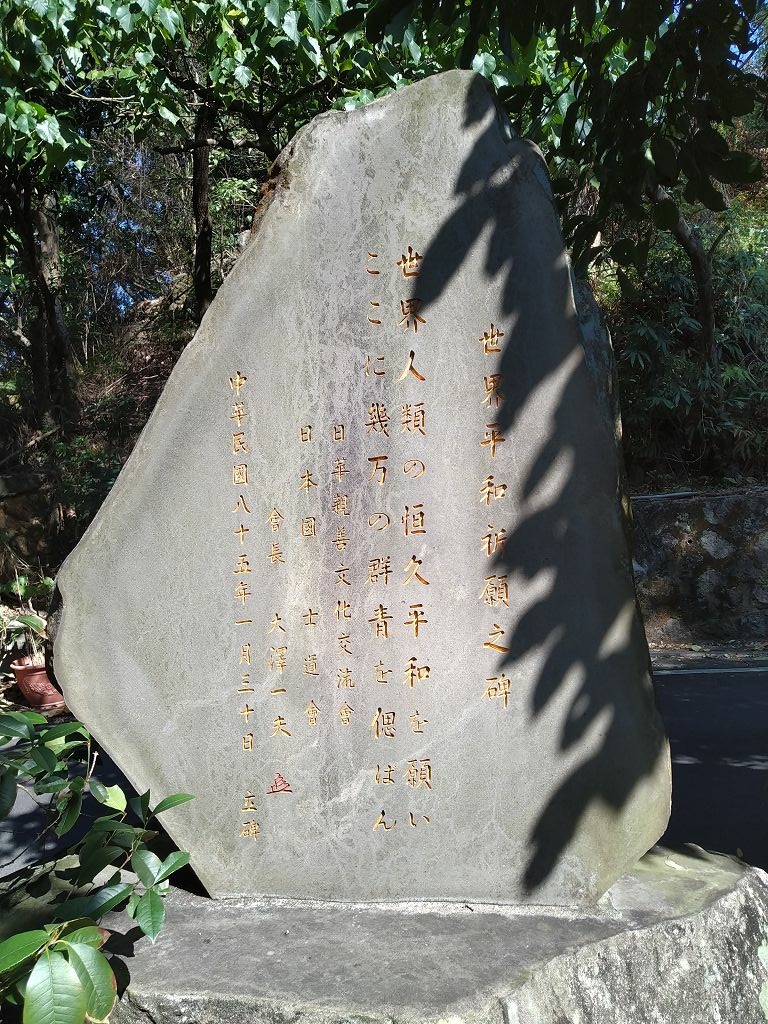 世界平和祈願之碑
世界人類の恒久平和を願い
ここに幾万の群青を偲はん
日華親善文化交流會
日本國 士道會
會長 大澤一夫
中華民國八十五年一月三十日 立碑